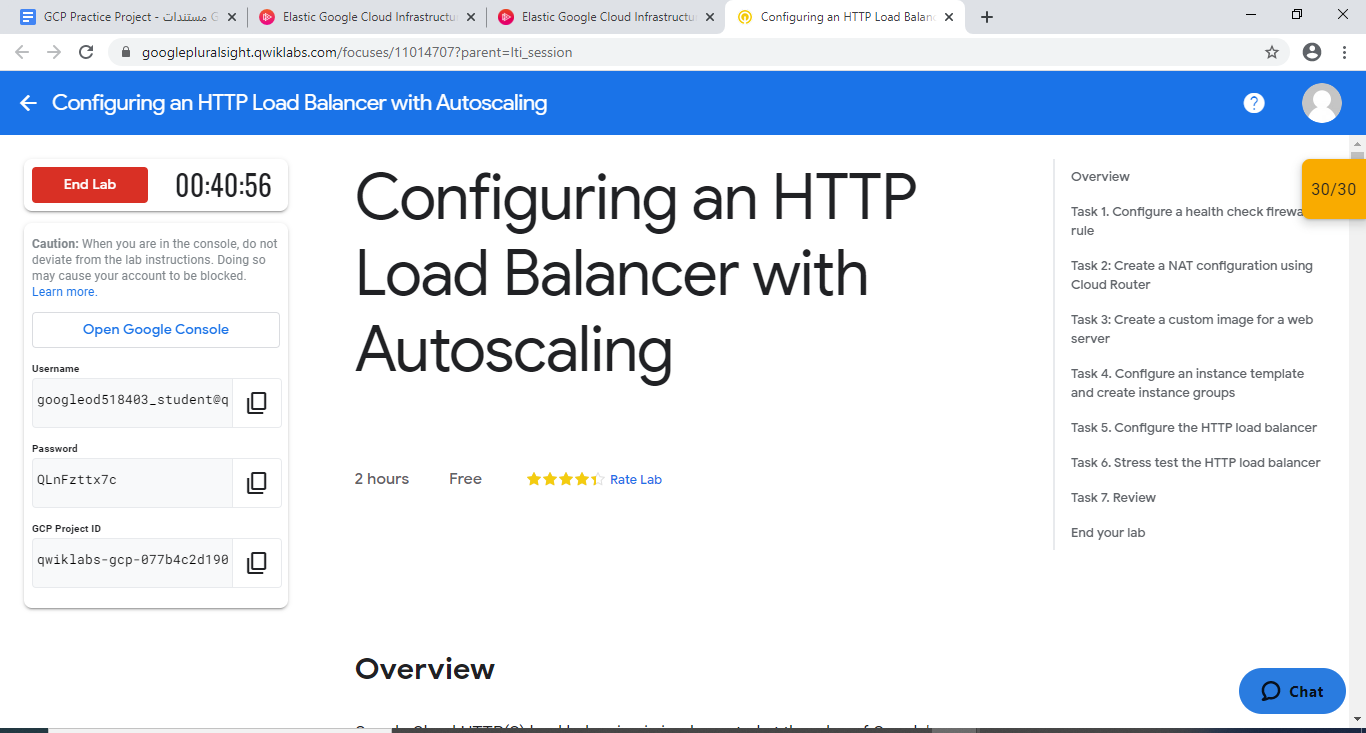 GCP Practice Project - مستندات G
Elastic Google Cloud Infrastructu
Elastic Google Cloud Infrastructu
Configuring an HTTP Load Balan
googlepluralsight.qwiklabs.com/focuses/11014707?parent=lti_session
Configuring an HTTP Load Balancer with Autoscaling
End Lab
00:40:56
Caution: When you are in the console, do not
deviate from the lab instructions. Doing so
may cause your account to be blocked.
Learn more.
Open Google Console
Username
googleod518403_student@q
Password
QLnFzttx7c
GCP Project ID
qwiklabs-gcp-077b4c2d190
Configuring an HTTP
Load Balancer with
Autoscaling
2 hours
Free
Rate Lab
Overview
Overview
Task 1. Configure a health check firewa
rule
Task 2: Create a NAT configuration using
Cloud Router
Task 3: Create a custom image for a web
server
Task 4. Configure an instance template
and create instance groups
Task 5. Configure the HTTP load balancer
Task 6. Stress test the HTTP load balancer
Task 7. Review
End your lab
30/30
Chat